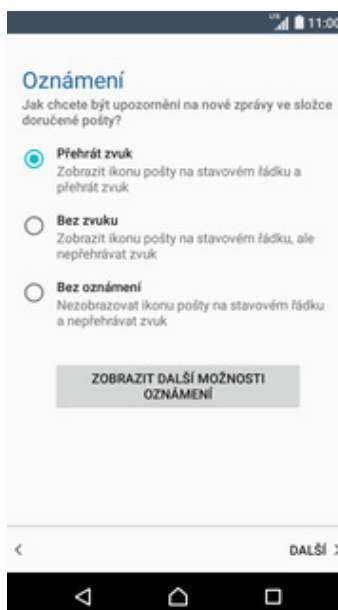 LTE 11:00
Oznámení
Jak chcete být upozorněni na nové zprávy ve složce
doručené pošty?
Přehrát zvuk
Zobrazit ikonu pošty na stavovém řádku a
přehrát zvuk
Bez zvuku
Zobrazit ikonu pošty na stavovém řádku, ale
nepřehrávat zvuk
Bez oznámení
Nezobrazovat ikonu pošty na stavovém řádku
a nepřehrávat zvuk
ZOBRAZIT DALŠÍ MOŽNOSTI
OZNÁMENÍ
DALŠÍ